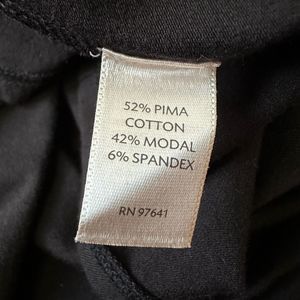 52% PIMA
COTTON
42% MODAL
6% SPANDEX
RN 97641